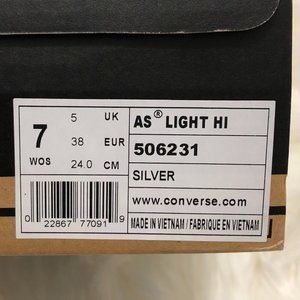 7
WOS
5 UK
38 EUR
24.0 CM
0 22867 77091 9
AS® LIGHT HI
506231
SILVER
www.converse.com
MADE IN VIETNAM / FABRIQUE EN VIETNAM